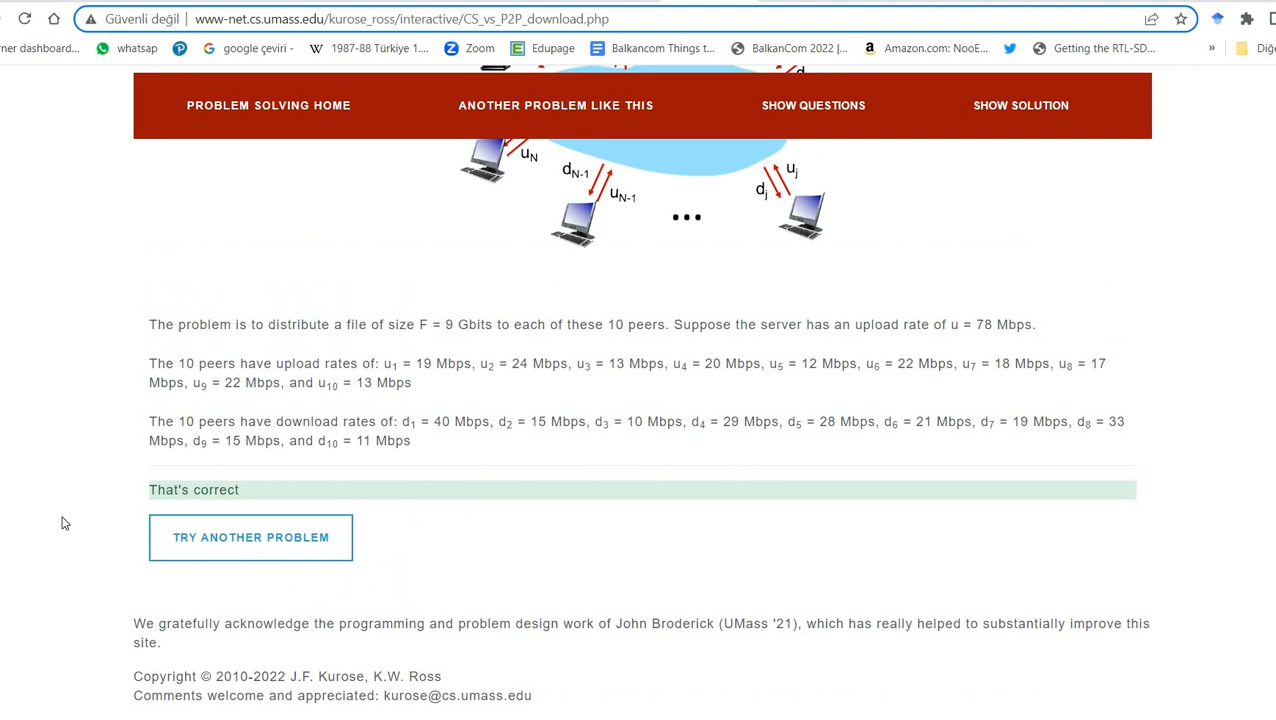 Güvenli değil | www-net.cs.umass.edu/kurose_ross/interactive/CS_vs_P2P_download.php
rner dashboard... whatsap google çeviri - W 1987-88 Türkiye 1.... Zoom Edupage Balkancom Things t... BalkanCom 2022 |... Amazon.com: NooE... Getting the RTL-SD... » Diğe
PROBLEM SOLVING HOME ANOTHER PROBLEM LIKE THIS SHOW QUESTIONS SHOW SOLUTION
uN
dN-1
uN-1
uj
dj
...
The problem is to distribute a file of size F = 9 Gbits to each of these 10 peers. Suppose the server has an upload rate of u = 78 Mbps.
The 10 peers have upload rates of: u1 = 19 Mbps, u2 = 24 Mbps, u3 = 13 Mbps, u4 = 20 Mbps, u5 = 12 Mbps, u6 = 22 Mbps, u7 = 18 Mbps, u8 = 17
Mbps, u9 = 22 Mbps, and u10 = 13 Mbps
The 10 peers have download rates of: d1 = 40 Mbps, d2 = 15 Mbps, d3 = 10 Mbps, d4 = 29 Mbps, d5 = 28 Mbps, d6 = 21 Mbps, d7 = 19 Mbps, d8 = 33
Mbps, d9 = 15 Mbps, and d10 = 11 Mbps
That's correct
TRY ANOTHER PROBLEM
We gratefully acknowledge the programming and problem design work of John Broderick (UMass '21), which has really helped to substantially improve this
site.
Copyright © 2010-2022 J.F. Kurose, K.W. Ross
Comments welcome and appreciated: kurose@cs.umass.edu